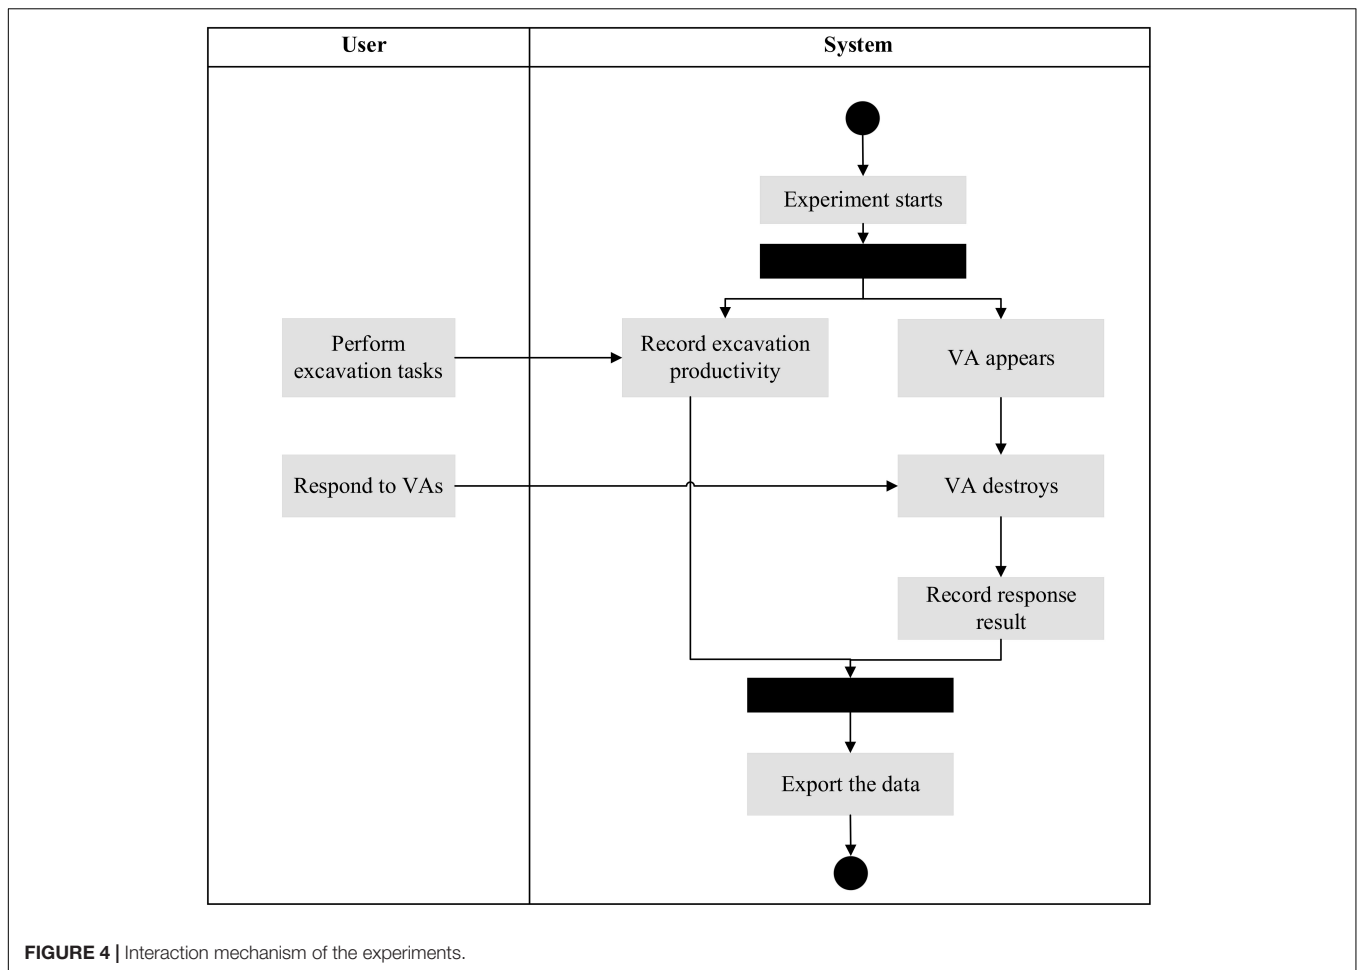 User
System
Experiment starts
Perform
excavation tasks
Record excavation
productivity
VA appears
Respond to VAs
VA destroys
Record response
result
Export the data
FIGURE 4 | Interaction mechanism of the experiments.